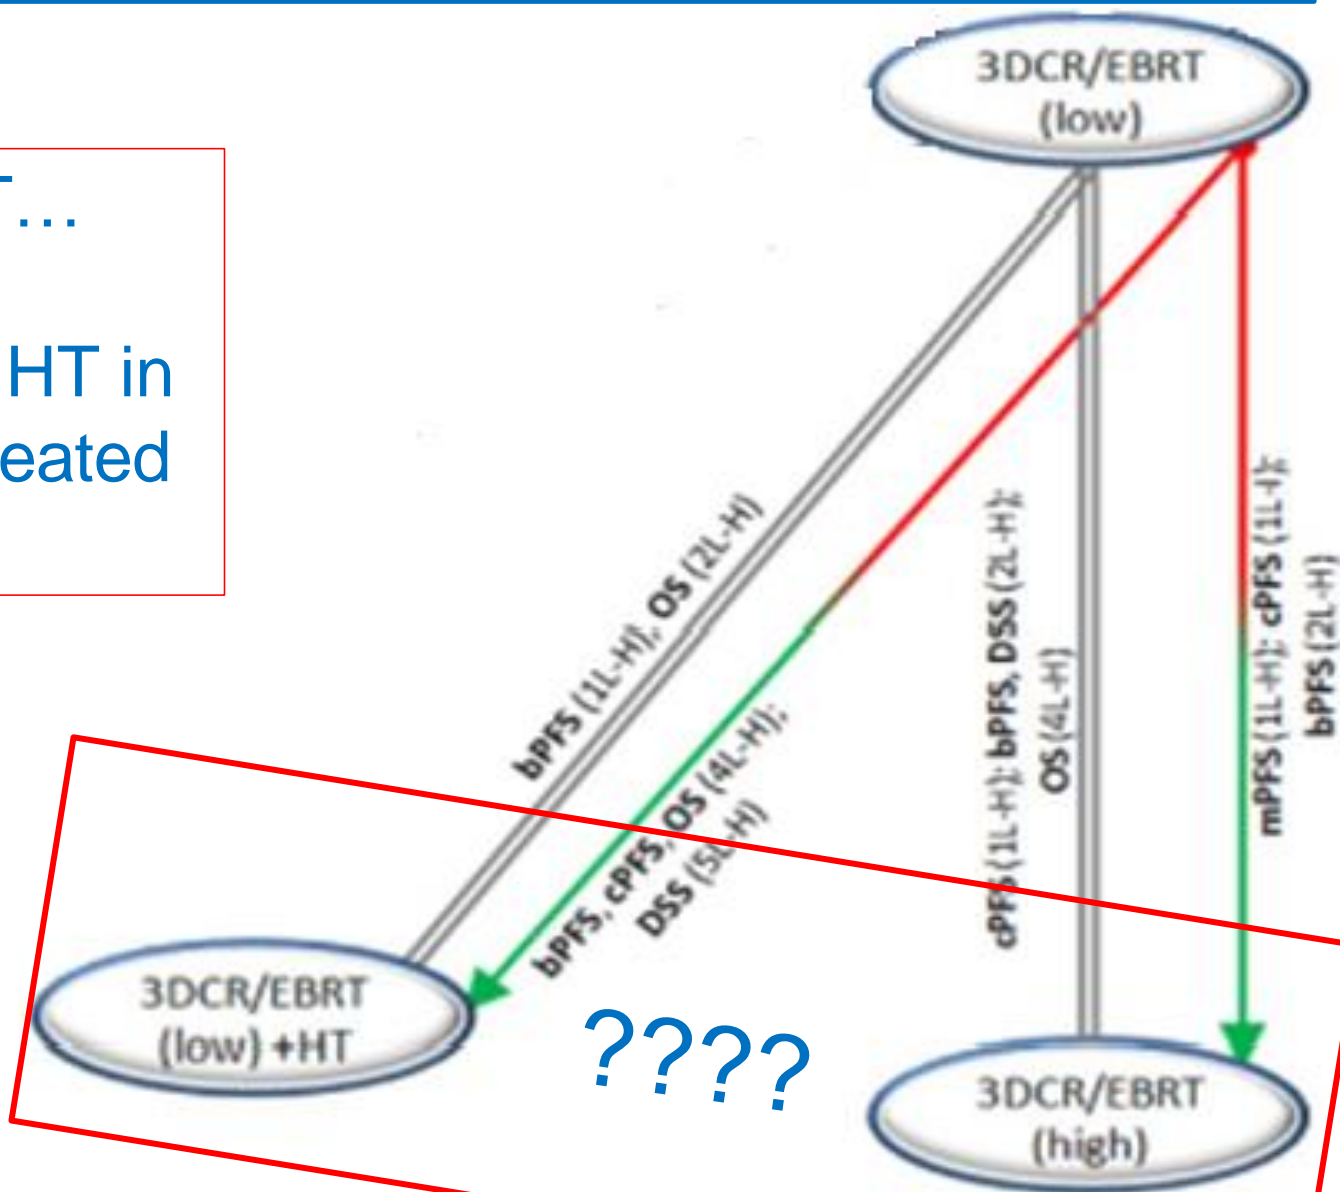 3DCR/EBRT
(low)
…
HT in
eated
bPFS (1L-H), OS (2L-H)
bPFS, cPFS, OS (4L-H);
DSS (5L-H)
cPFS (1L-H); bPFS, DSS (2L-H);
OS (4L-H)
mPFS (1L-H); cPFS (1L-H);
bPFS (2L-H)
3DCR/EBRT
(low) +HT
????
3DCR/EBRT
(high)